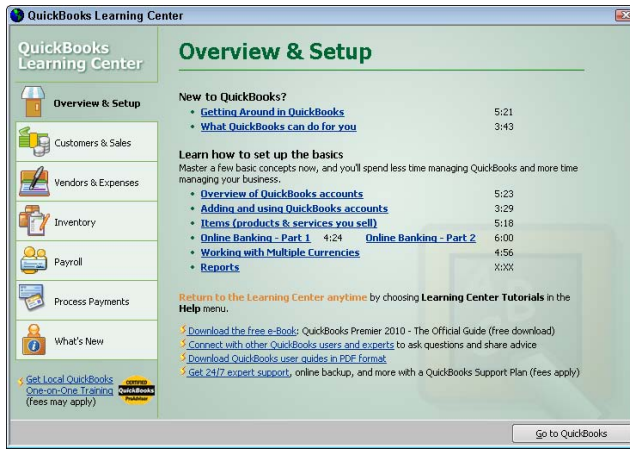 QuickBooks Learning Center
QuickBooks
Learning Center
Overview & Setup
Customers & Sales
Vendors & Expenses
Inventory
Payroll
Process Payments
What's New
Get Local QuickBooks
One-on-One Training
(fees may apply)
CERTIFIED
QuickBooks
ProAdvisor
Overview & Setup
New to QuickBooks?
• Getting Around in QuickBooks 5:21
• What QuickBooks can do for you 3:43
Learn how to set up the basics
Master a few basic concepts now, and you'll spend less time managing QuickBooks and more time
managing your business.
• Overview of QuickBooks accounts 5:23
• Adding and using QuickBooks accounts 3:29
• Items (products & services you sell) 5:18
• Online Banking - Part 1 4:24 Online Banking - Part 2 6:00
• Working with Multiple Currencies 4:56
• Reports X:XX
Return to the Learning Center anytime by choosing Learning Center Tutorials in the
Help menu.
Download the free e-Book: QuickBooks Premier 2010 - The Official Guide (free download)
Connect with other QuickBooks users and experts to ask questions and share advice
Download QuickBooks user guides in PDF format
Get 24/7 expert support, online backup, and more with a QuickBooks Support Plan (fees apply)
Go to QuickBooks